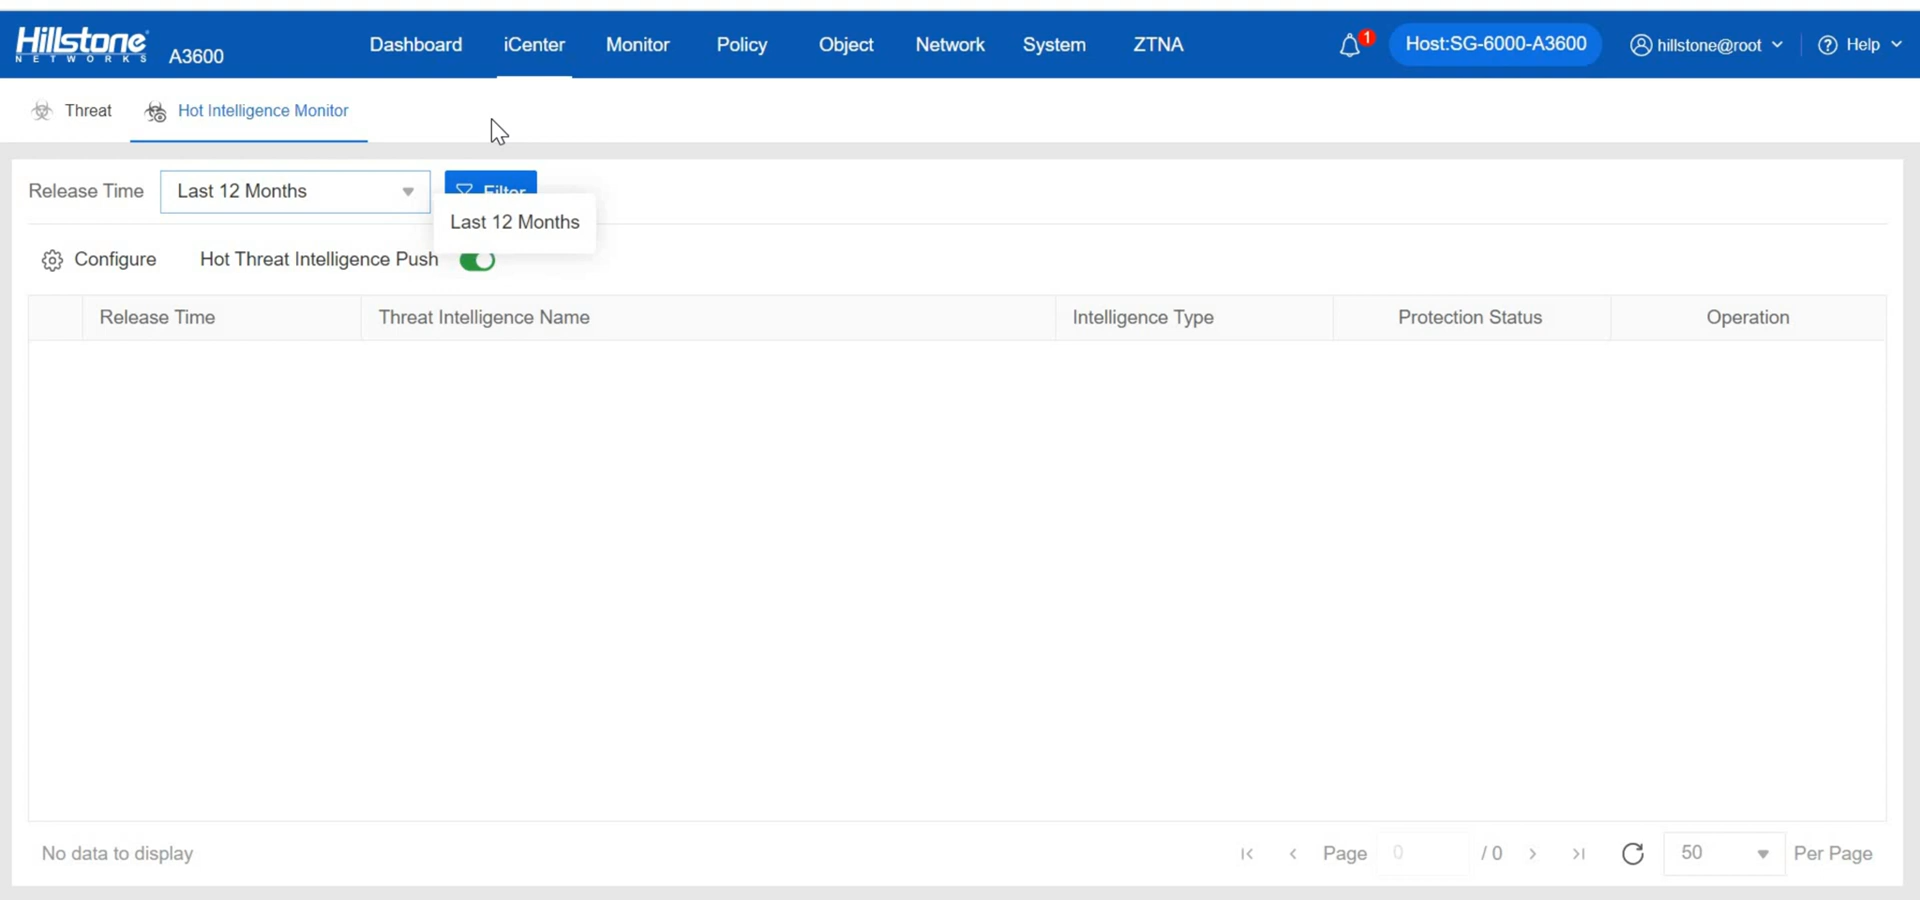 Hillstone
NETWORKS
A3600
Dashboard
iCenter
Monitor
Policy
Object
Network
System
ZTNA
1
Host:SG-6000-A3600
hillstone@root
Help
Threat
Hot Intelligence Monitor
Release Time
Last 12 Months
Filter
Last 12 Months
Configure
Hot Threat Intelligence Push
Release Time
Threat Intelligence Name
Intelligence Type
Protection Status
Operation
No data to display
Page
0
/ 0
50
Per Page